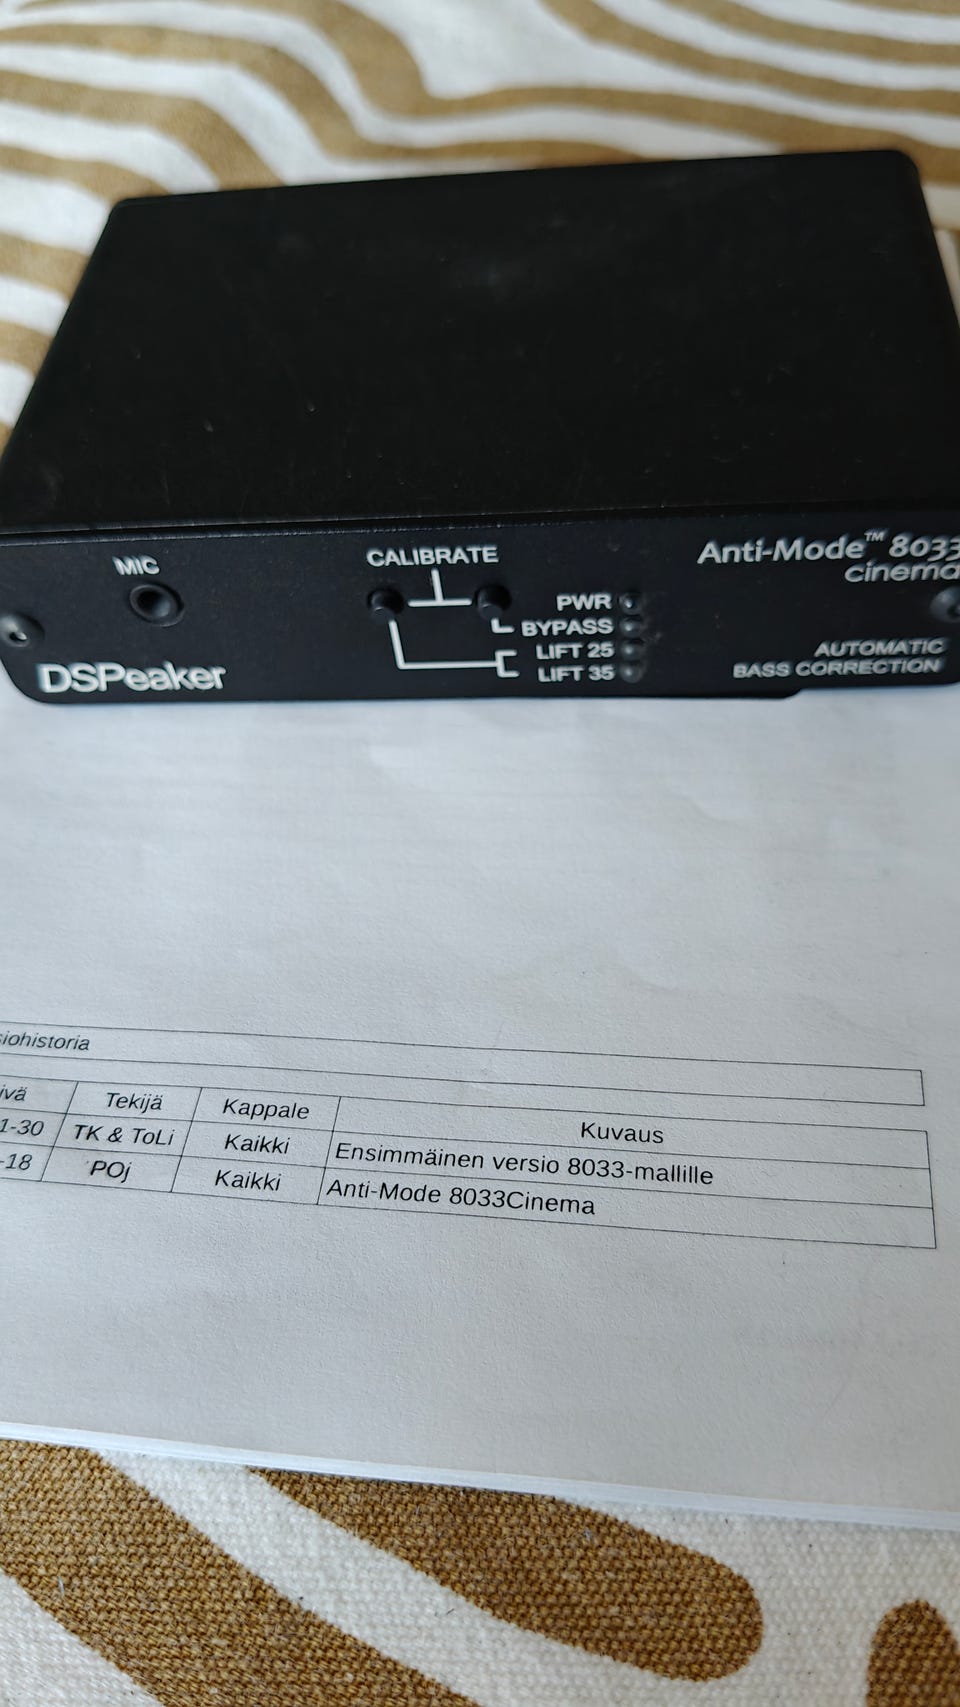 MIC
CALIBRATE
PWR
BYPASS
LIFT 25
LIFT 35
Anti-Mode™ 8033
cinema
AUTOMATIC
BASS CORRECTION
DSPeaker
siohistoria
ivä Tekijä Kappale Kuvaus
1-30 TK & ToLi Kaikki Ensimmäinen versio 8033-mallille
-18 POj Kaikki Anti-Mode 8033Cinema